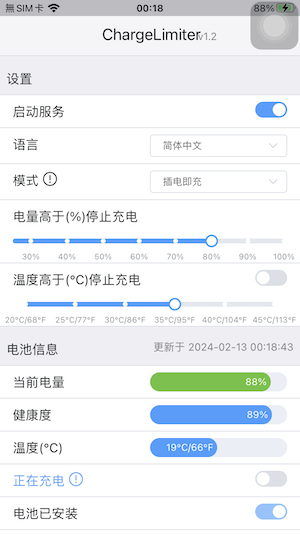 無SIM卡 00:18 88%
ChargeLimiter v1.2
设置
启动服务
语言 简体中文
模式 插电即充
电量高于(%)停止充电
30% 40% 50% 60% 70% 80% 90% 100%
温度高于(°C)停止充电
20°C/68°F 25°C/77°F 30°C/86°F 35°C/95°F 40°C/104°F 45°C/113°F
电池信息 更新于 2024-02-13 00:18:43
当前电量 88%
健康度 89%
温度(°C) 19°C/66°F
正在充电
电池已安装